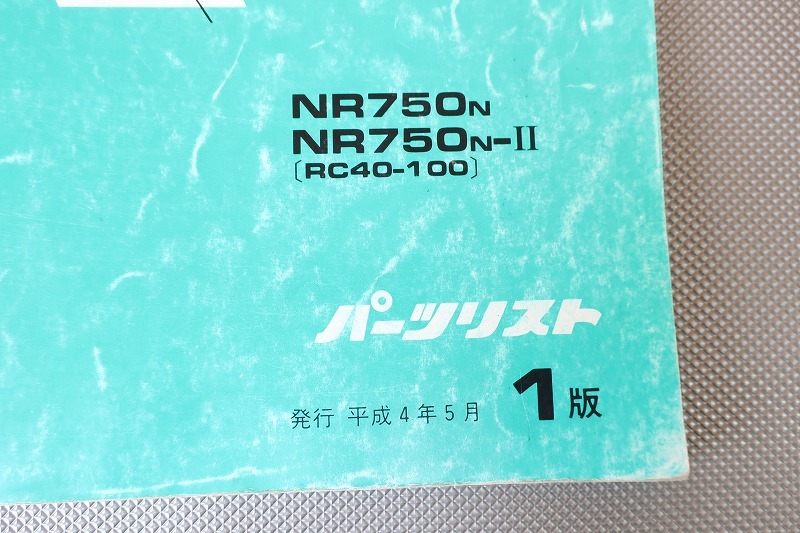 NR750N
NR750N-II
〔RC40-100〕
パーツリスト
発行 平成4年5月 1版